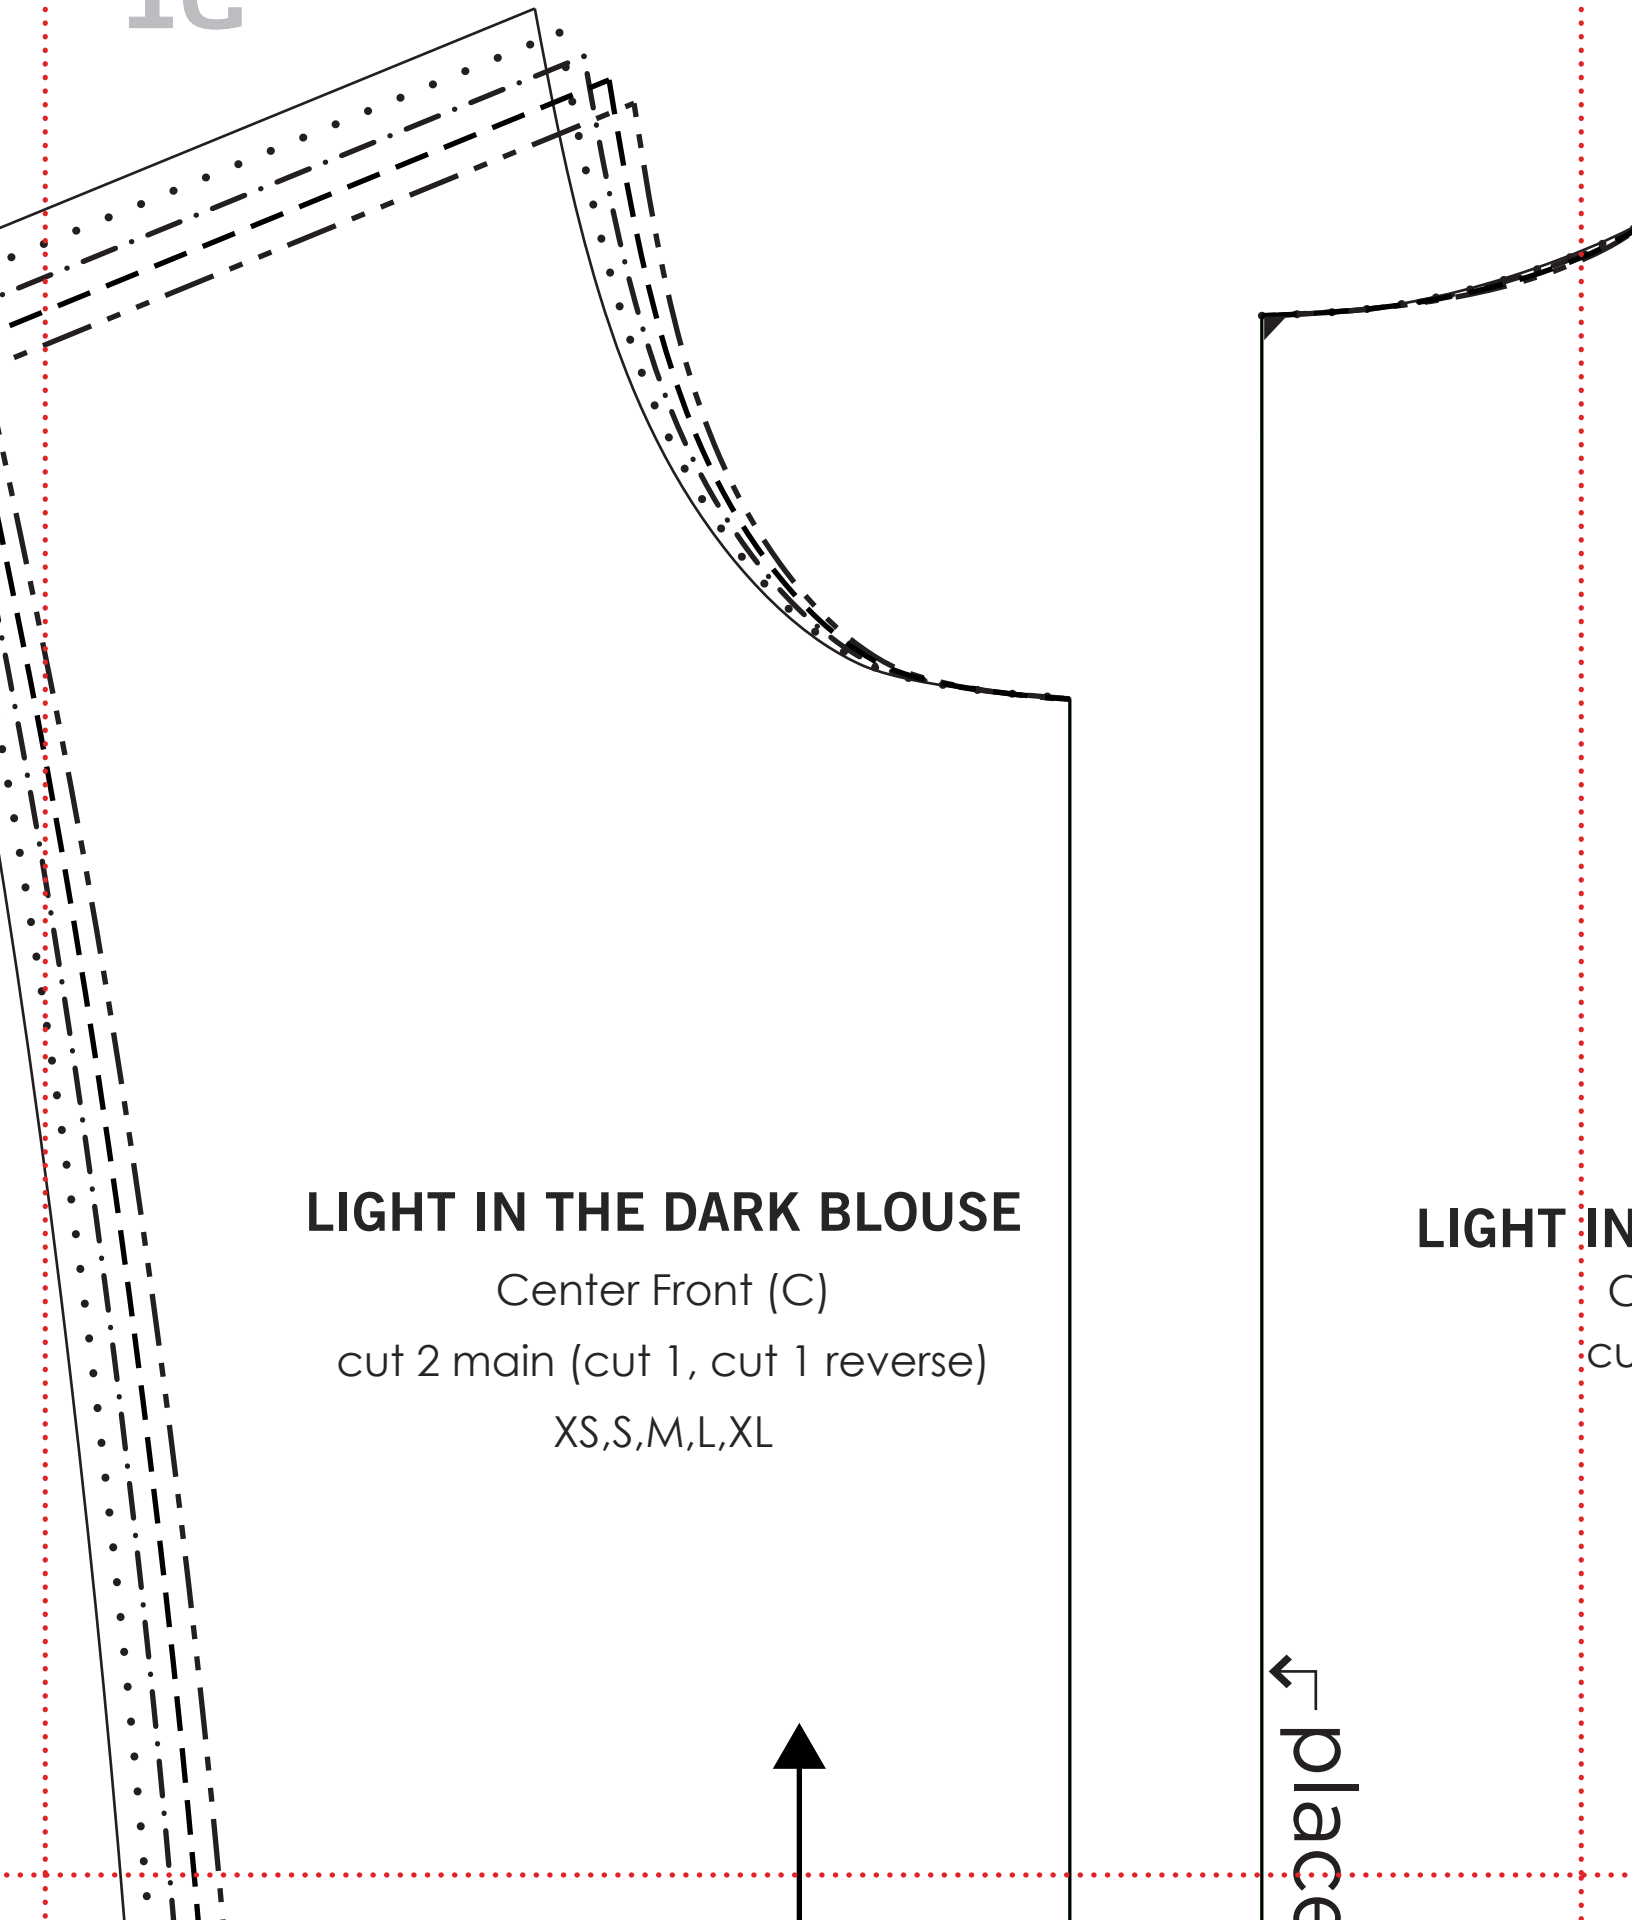 LIGHT IN THE DARK BLOUSE
Center Front (C)
cut 2 main (cut 1, cut 1 reverse)
XS,S,M,L,XL
LIGHT IN
place